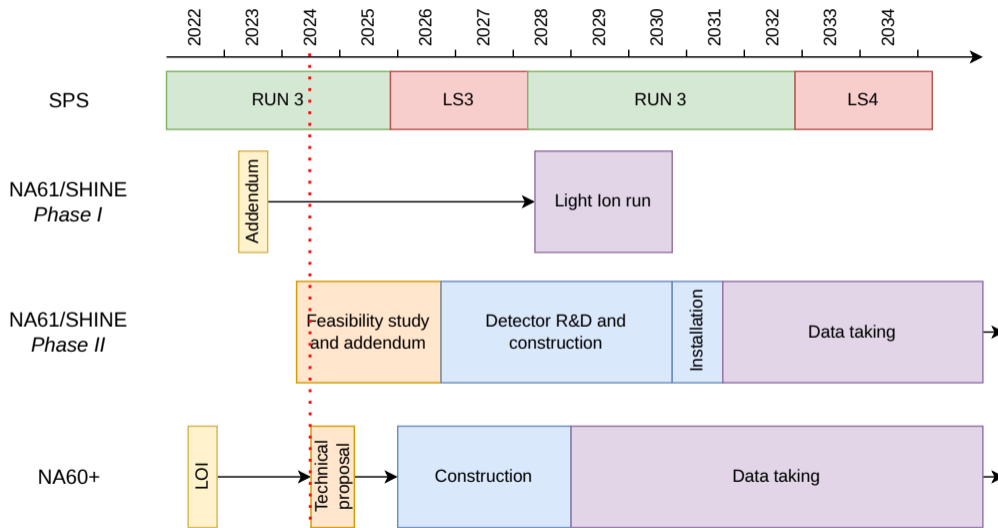 2022
2023
2024
2025
2026
2027
2028
2030
2031
2033
2034
SPS
RUN 3
LS3
RUN 3
LS4
NA61/SHINE
Phase I
Addendum
Light Ion run
NA61/SHINE
Phase II
Feasibility study
and addendum
Detector R&D and
construction
Installation
Data taking
NA60+
LOI
Technical
proposal
Construction
Data taking